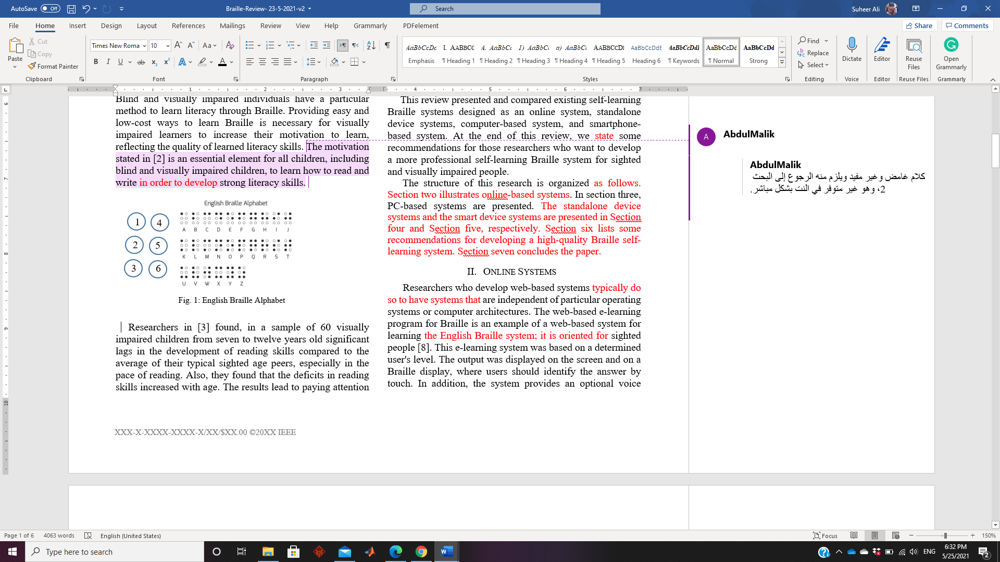 AutoSave Off
Braille-Review- 23-5-2021-v2
Search
Suheer Ali
File Home Insert Design Layout References Mailings Review View Help Grammarly PDFelement
Share Comments
Paste
Cut
Copy
Format Painter
Clipboard
Times New Roma 10
Font
Paragraph
AaBbCcDc Emphasis
I. AABBCC ¶ Heading 1
A. AaBbCc ¶ Heading 2
1) AaBbC ¶ Heading 3
a) AaBbC ¶ Heading 4
AABBCCDI ¶ Heading 5
AaBbCcDdE Heading 6
AaBbCcDdI ¶ Keywords
AaBbCcDd ¶ Normal
AaBbCcDd Strong
Styles
Find
Replace
Select
Editing
Dictate
Voice
Editor
Editor
Reuse Files
Reuse Files
Open Grammarly
Grammarly
1 2 3 4 5 6 7
6
7
8
9
10
Blind and visually impaired individuals have a particular
method to learn literacy through Braille. Providing easy and
low-cost ways to learn Braille is necessary for visually
impaired learners to increase their motivation to learn,
reflecting the quality of learned literacy skills. The motivation
stated in [2] is an essential element for all children, including
blind and visually impaired children, to learn how to read and
write in order to develop strong literacy skills.
English Braille Alphabet
1 4
2 5
3 6
A B C D E F G H I J
K L M N O P Q R S T
U V W X Y Z
Fig. 1: English Braille Alphabet
Researchers in [3] found, in a sample of 60 visually
impaired children from seven to twelve years old significant
lags in the development of reading skills compared to the
average of their typical sighted age peers, especially in the
pace of reading. Also, they found that the deficits in reading
skills increased with age. The results lead to paying attention
XXX-X-XXXX-XXXX-X/XX/$XX.00 ©20XX IEEE
This review presented and compared existing self-learning
Braille systems designed as an online system, standalone
device systems, computer-based system, and smartphone-
based system. At the end of this review, we state some
recommendations for those researchers who want to develop
a more professional self-learning Braille system for sighted
and visually impaired people.
The structure of this research is organized as follows.
Section two illustrates online-based systems. In section three,
PC-based systems are presented. The standalone device
systems and the smart device systems are presented in Section
four and Section five, respectively. Section six lists some
recommendations for developing a high-quality Braille self-
learning system. Section seven concludes the paper.
II. ONLINE SYSTEMS
Researchers who develop web-based systems typically do
so to have systems that are independent of particular operating
systems or computer architectures. The web-based e-learning
program for Braille is an example of a web-based system for
learning the English Braille system; it is oriented for sighted
people [8]. This e-learning system was based on a determined
user's level. The output was displayed on the screen and on a
Braille display, where users should identify the answer by
touch. In addition, the system provides an optional voice
A AbdulMalik
AbdulMalik
كلام غامض وغير مفيد ويلزم منه الرجوع إلى البحث
2، وهو غير متوفر في النت بشكل مباشر.
Page 1 of 6 4063 words English (United States)
Focus 150%
Type here to search
ENG
6:32 PM
5/25/2021
2